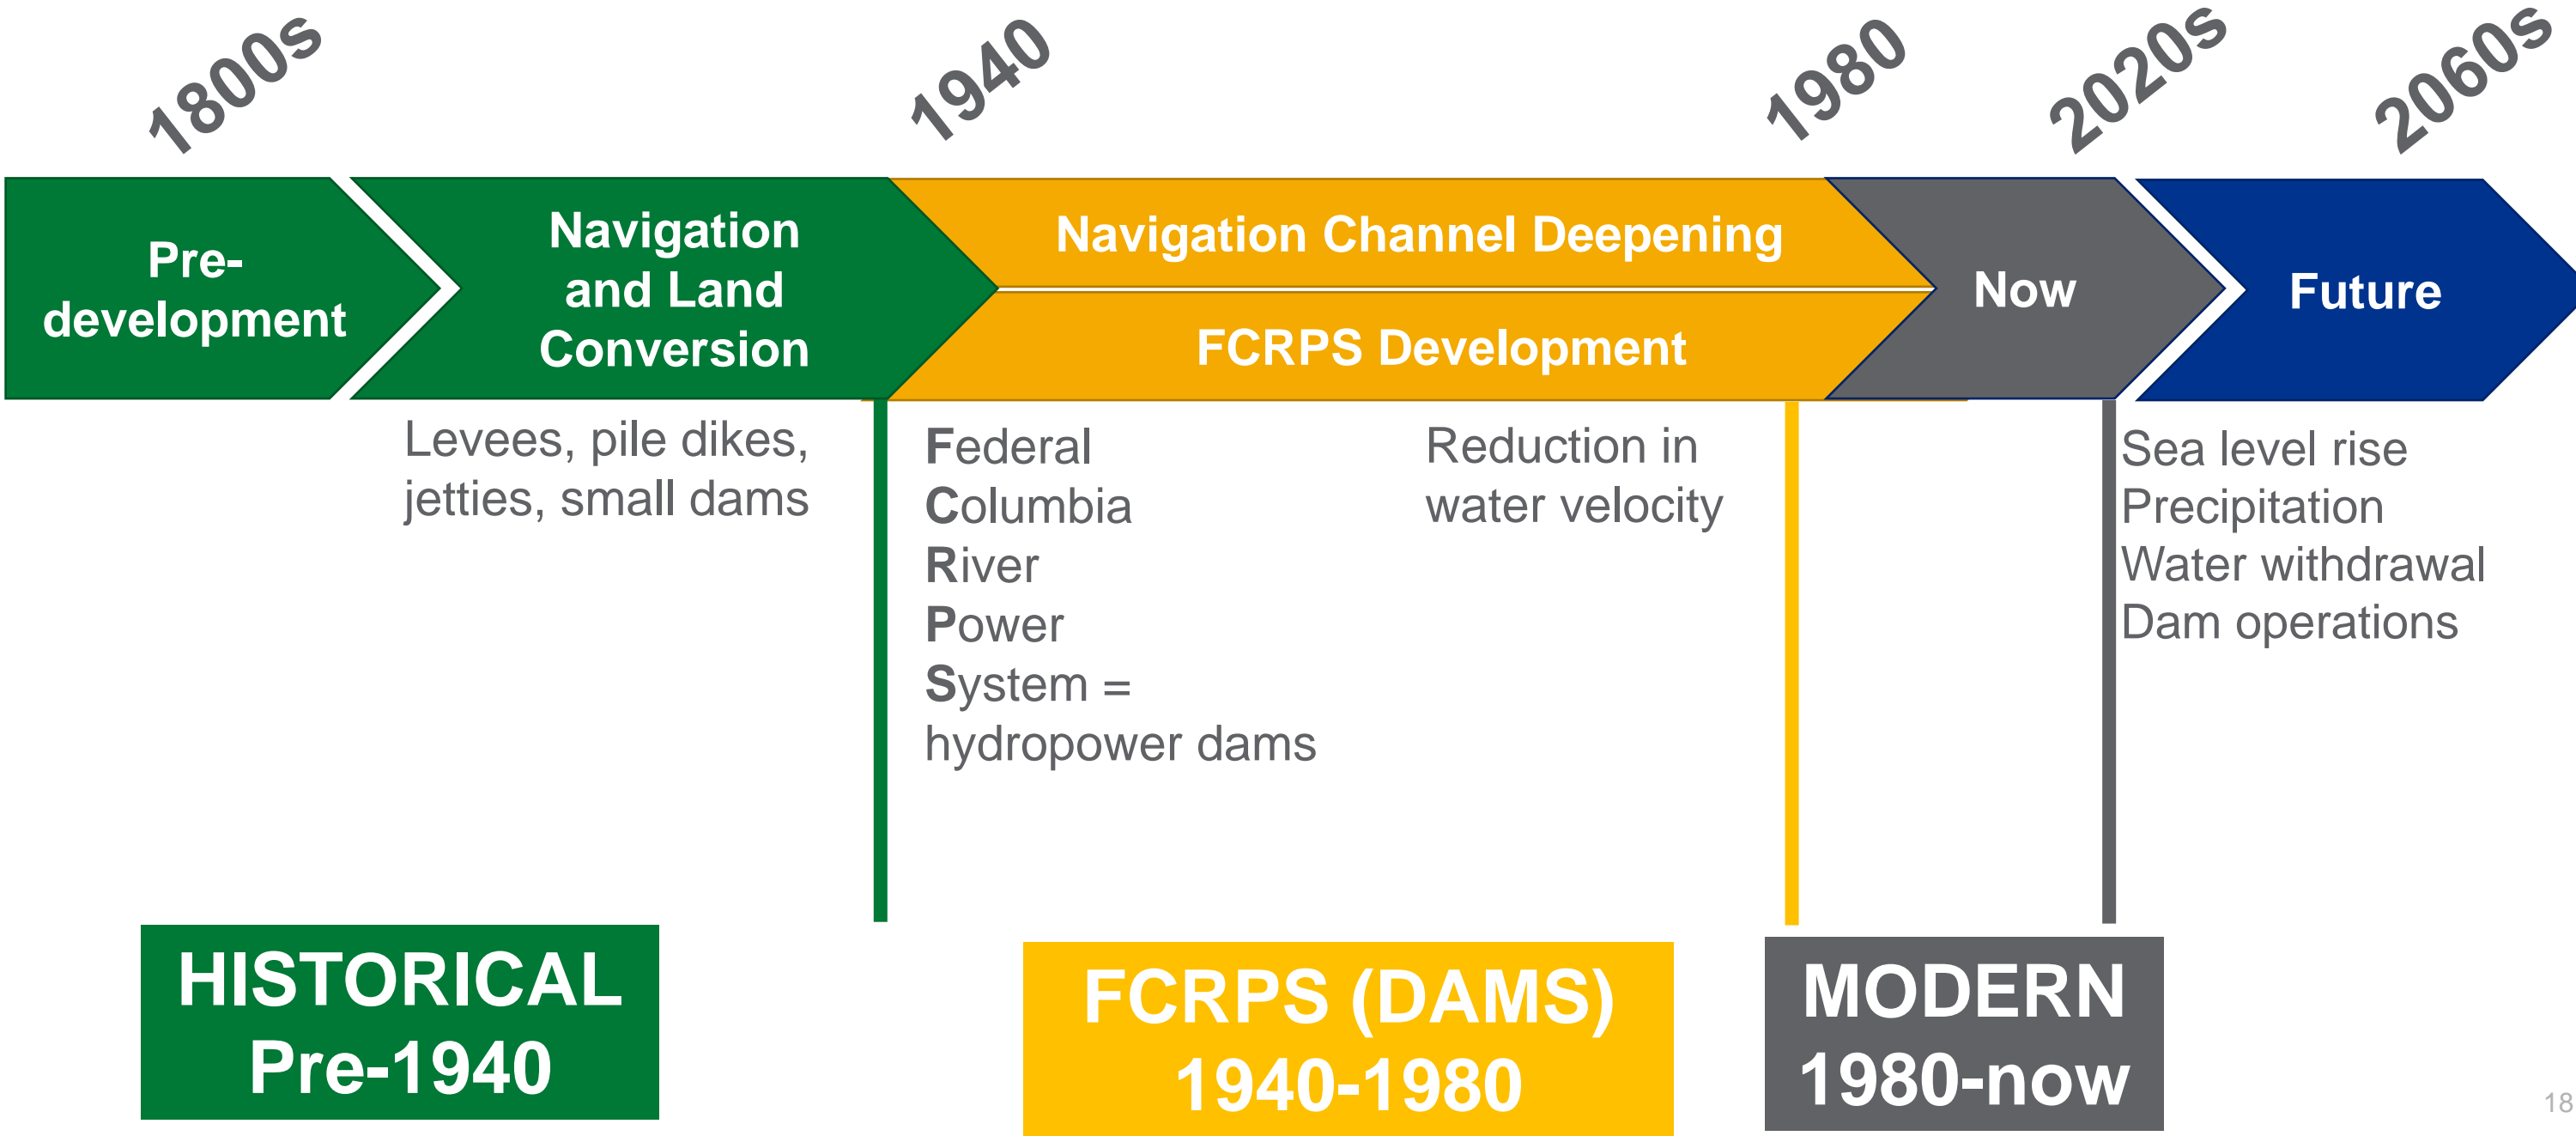 1800s
1940
1980
2020s
2060s
Pre-
development
Navigation
and Land
Conversion
Navigation Channel Deepening
FCRPS Development
Now
Future
Levees, pile dikes,
jetties, small dams
Federal
Columbia
River
Power
System =
hydropower dams
Reduction in
water velocity
Sea level rise
Precipitation
Water withdrawal
Dam operations
HISTORICAL
Pre-1940
FCRPS (DAMS)
1940-1980
MODERN
1980-now
18